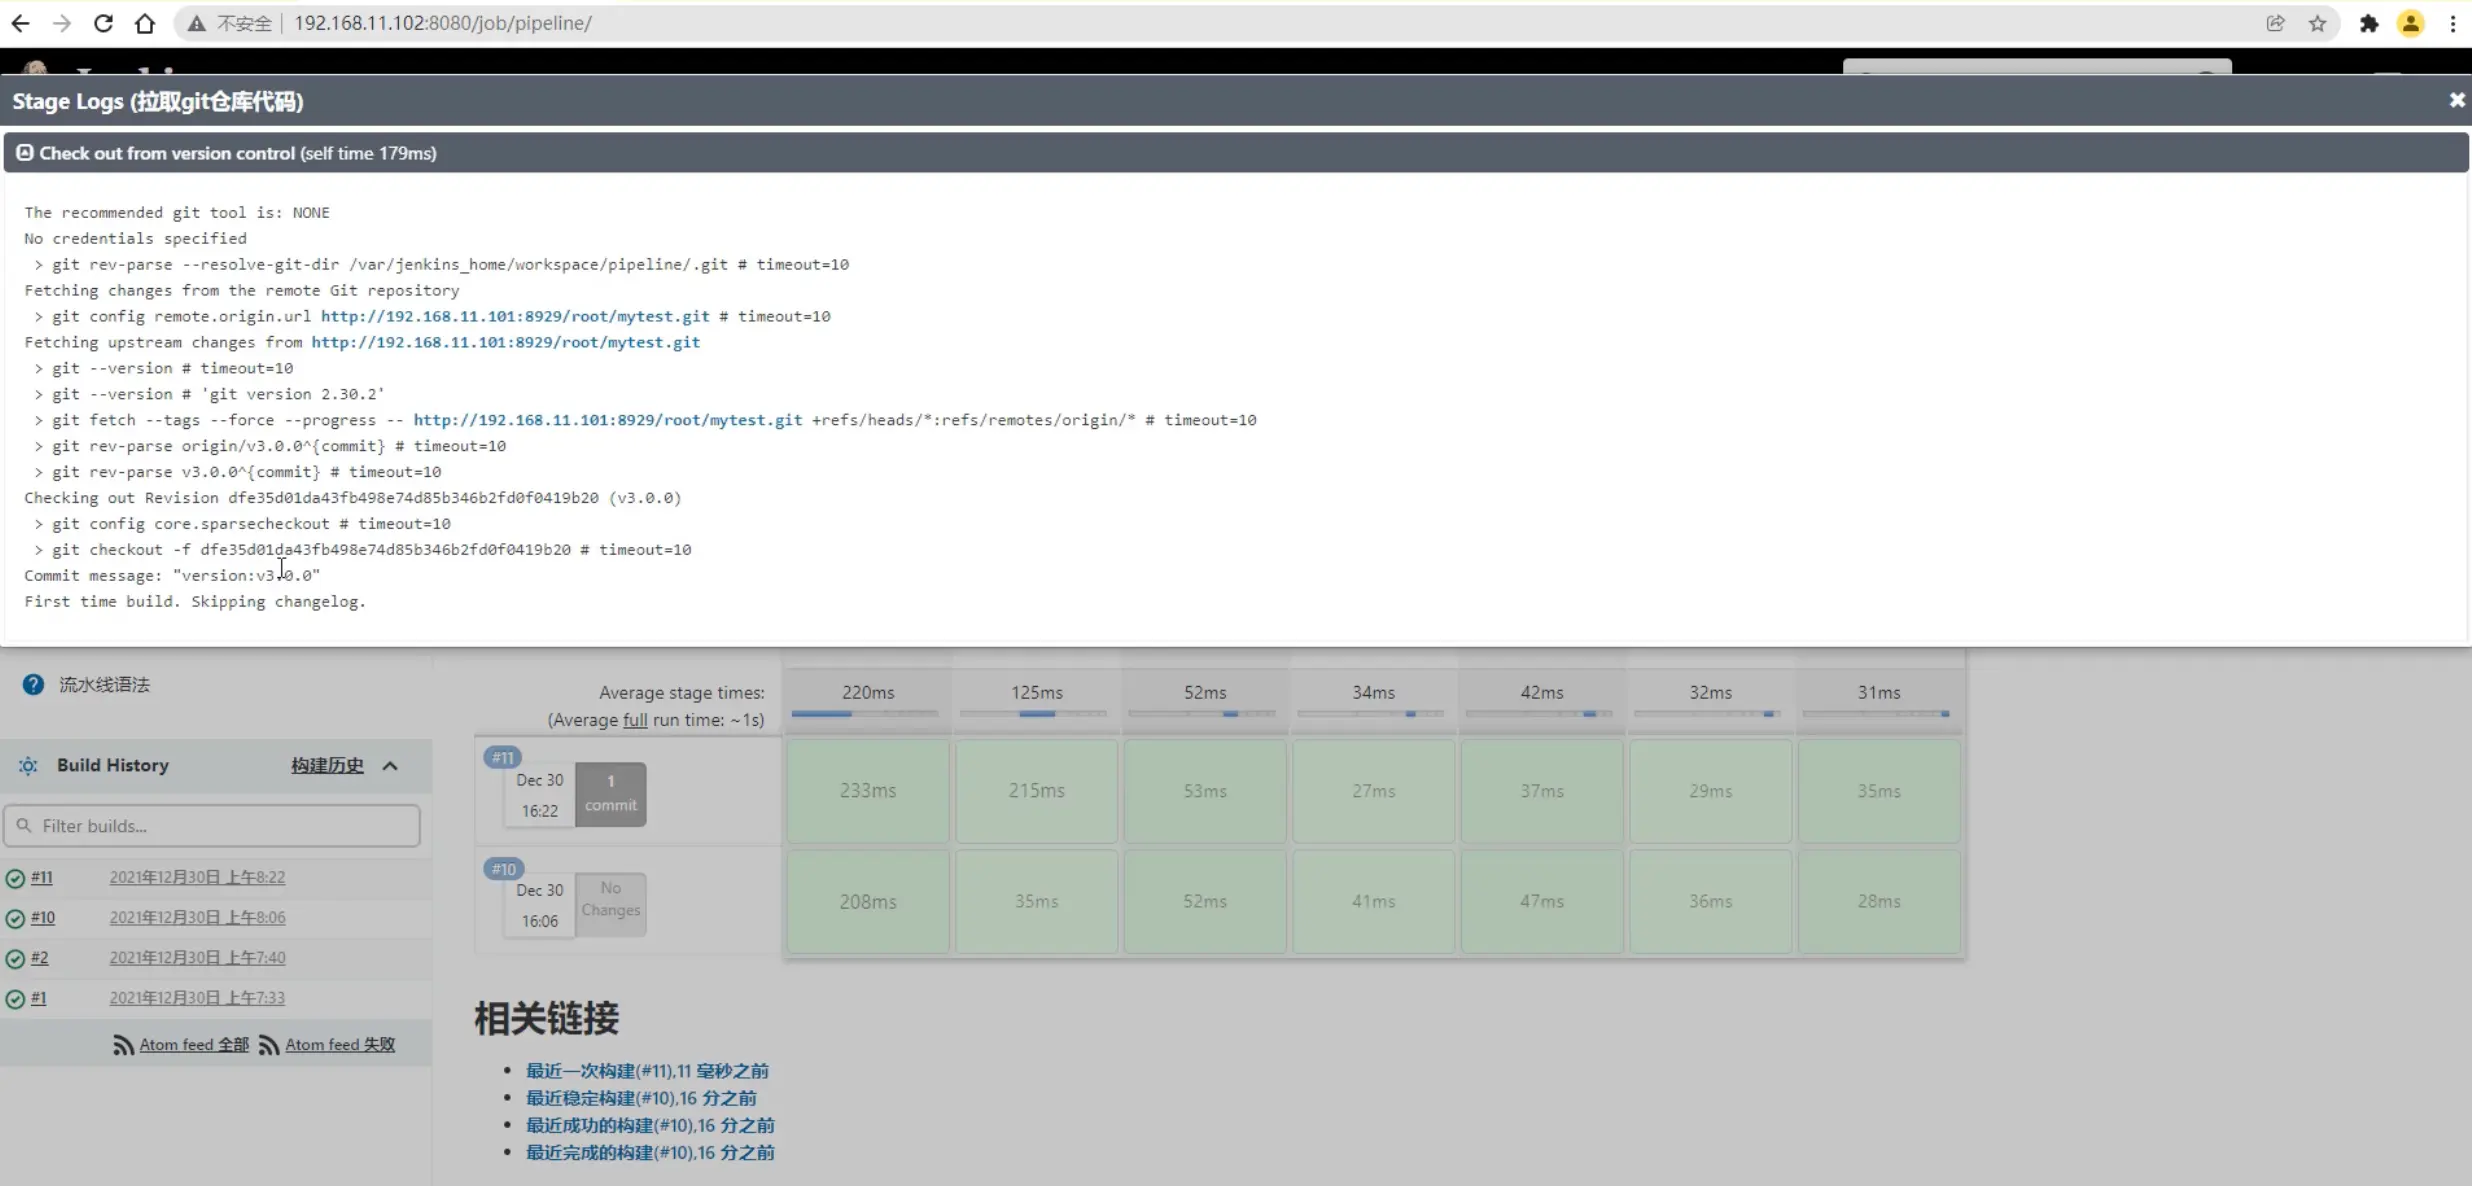 不安全 192.168.11.102:8080/job/pipeline/
Stage Logs (拉取git仓库代码)
Check out from version control (self time 179ms)
The recommended git tool is: NONE
No credentials specified
> git rev-parse --resolve-git-dir /var/jenkins_home/workspace/pipeline/.git # timeout=10
Fetching changes from the remote Git repository
> git config remote.origin.url http://192.168.11.101:8929/root/mytest.git # timeout=10
Fetching upstream changes from http://192.168.11.101:8929/root/mytest.git
> git --version # timeout=10
> git --version # 'git version 2.30.2'
> git fetch --tags --force --progress -- http://192.168.11.101:8929/root/mytest.git +refs/heads/*:refs/remotes/origin/* # timeout=10
> git rev-parse origin/v3.0.0^{commit} # timeout=10
> git rev-parse v3.0.0^{commit} # timeout=10
Checking out Revision dfe35d01da43fb498e74d85b346b2fd0f0419b20 (v3.0.0)
> git config core.sparsecheckout # timeout=10
> git checkout -f dfe35d01da43fb498e74d85b346b2fd0f0419b20 # timeout=10
Commit message: "version:v3.0.0"
First time build. Skipping changelog.
流水线语法
Build History 构建历史
Filter builds...
#11 2021年12月30日 上午8:22
#10 2021年12月30日 上午8:06
#2 2021年12月30日 上午7:40
#1 2021年12月30日 上午7:33
Atom feed 全部 Atom feed 失败
Average stage times: 220ms 125ms 52ms 34ms 42ms 32ms 31ms
(Average full run time: ~1s)
#11
Dec 30
16:22
1
commit
233ms 215ms 53ms 27ms 37ms 29ms 35ms
#10
Dec 30
16:06
No
Changes
208ms 35ms 52ms 41ms 47ms 36ms 28ms
相关链接
最近一次构建(#11),11 毫秒之前
最近稳定构建(#10),16 分之前
最近成功的构建(#10),16 分之前
最近完成的构建(#10),16 分之前